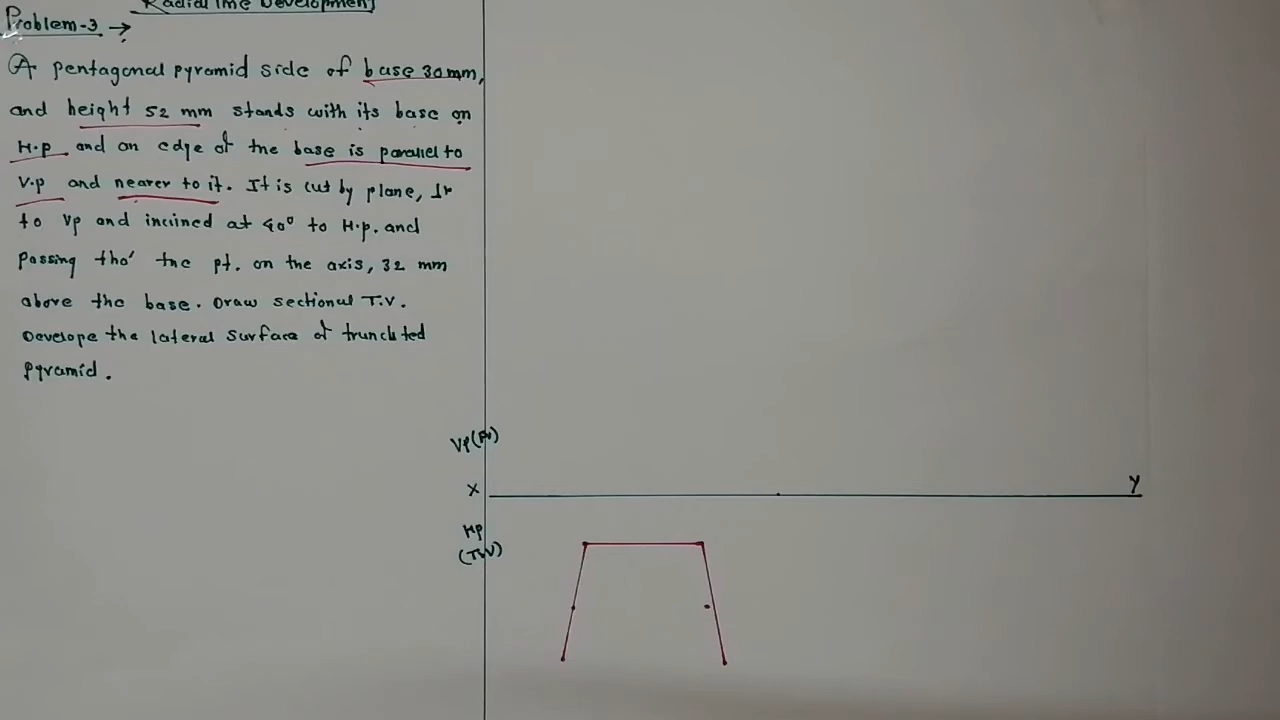 Radial line Development]
Problem-3 →
A pentagonal pyramid side of base 30mm,
and height 52 mm stands with its base on
H.p and an edge of the base is parallel to
V.p and nearer to it. It is cut by plane, ⊥r
to Vp and inclined at 40° to H.p. and
passing tho' the pt. on the axis, 32 mm
above the base. Draw sectional T.V.
Develope the lateral surface of truncated
pyramid.
Vp(Fv)
X Y
Hp
(TV)